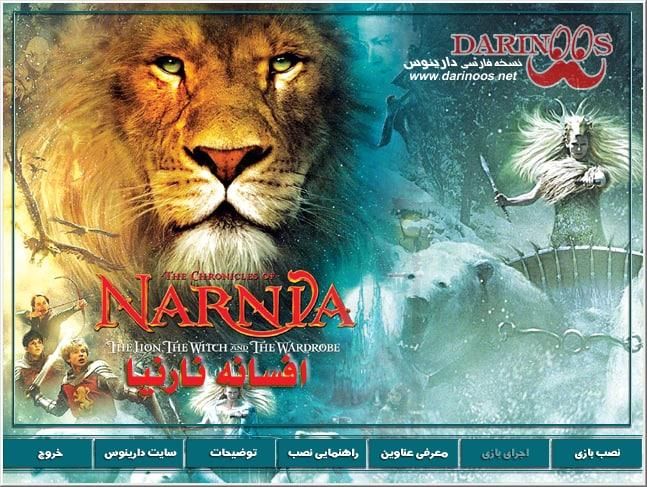 DARINOOS
نسخه فارسی دارینوس
www.darinoos.net
THE CHRONICLES OF
NARNIA
THE LION, THE WITCH AND THE WARDROBE
افسانه نارنیا
نصب بازی
اجرای بازی
معرفی عناوین
راهنمایی نصب
توضیحات
سایت دارینوس
خروج